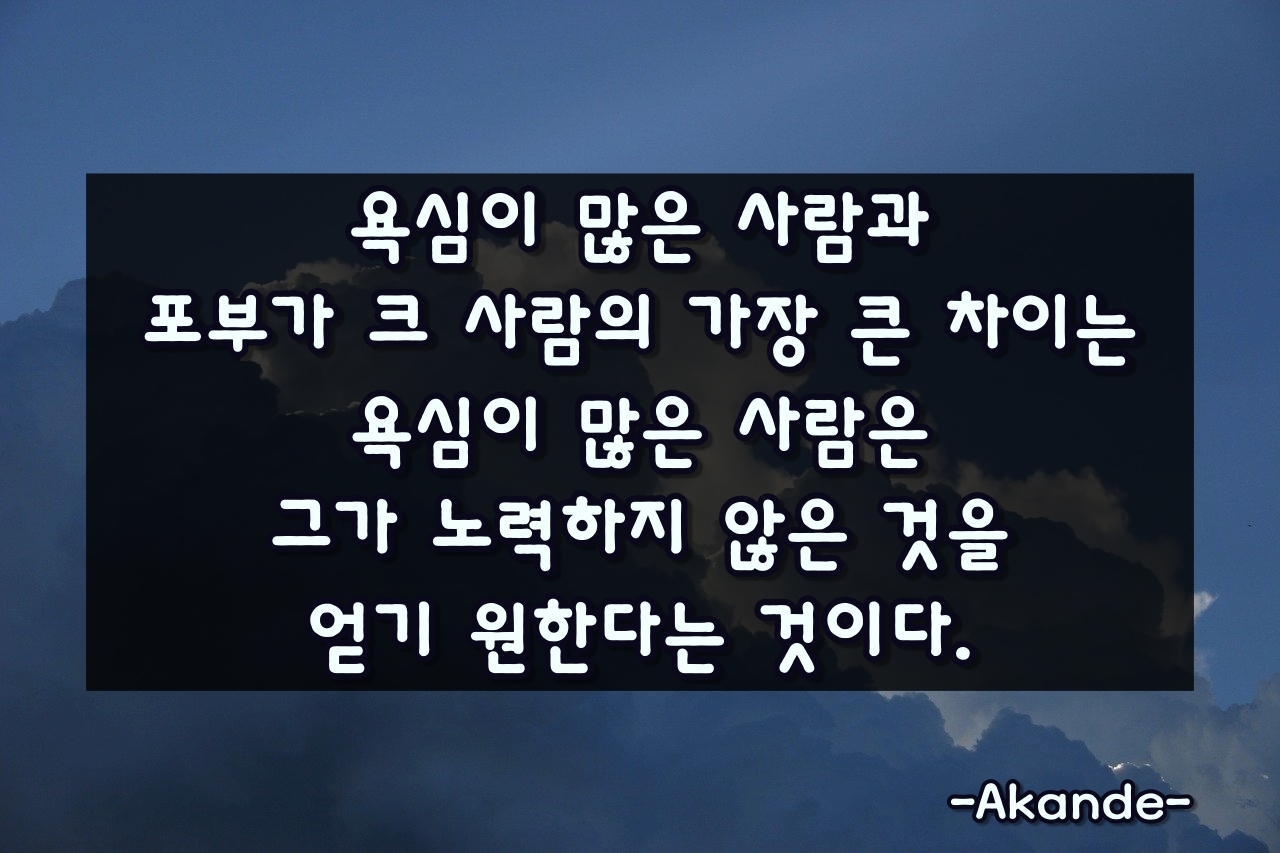 욕심이 많은 사람과
포부가 크 사람의 가장 큰 차이는
욕심이 많은 사람은
그가 노력하지 않은 것을
얻기 원한다는 것이다.
-Akande-